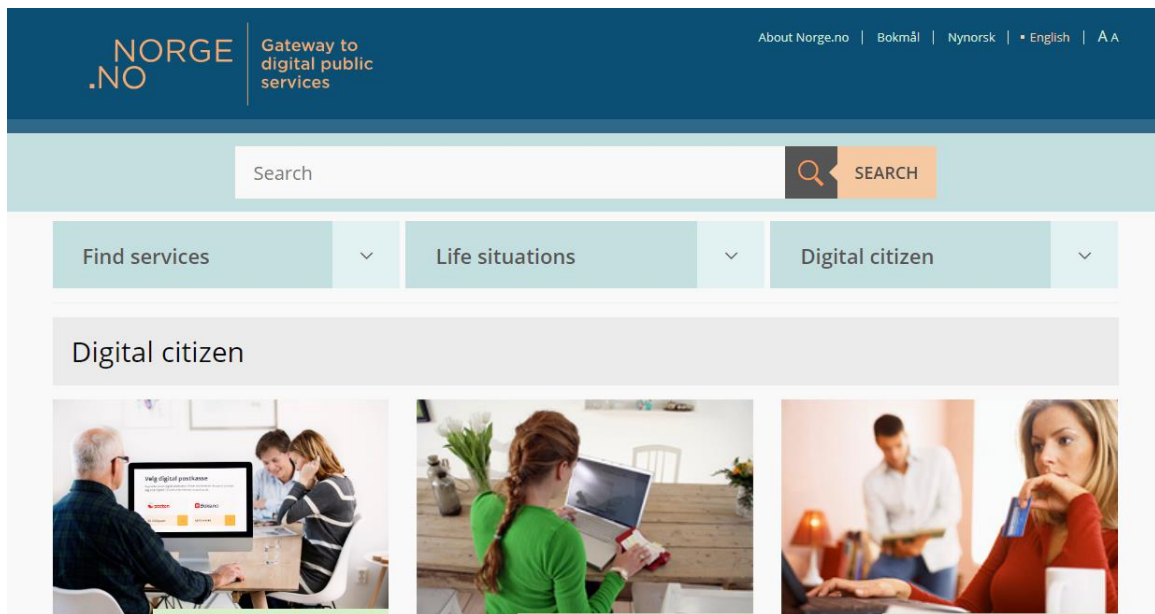 NORGE
.NO
Gateway to
digital public
services
About Norge.no | Bokmål | Nynorsk | ▪ English | A A
Search
SEARCH
Find services
Life situations
Digital citizen
Digital citizen
Velg digital postkasse